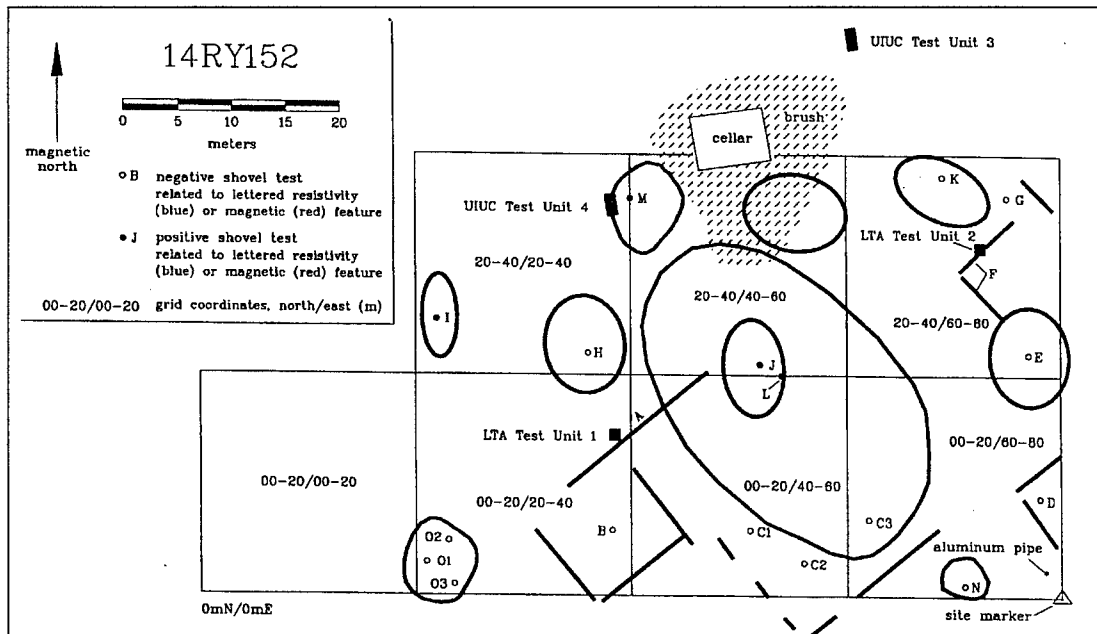 14RY152
0 5 10 15 20
meters
magnetic
north
B negative shovel test
related to lettered resistivity
(blue) or magnetic (red) feature
J positive shovel test
related to lettered resistivity
(blue) or magnetic (red) feature
00-20/00-20 grid coordinates, north/east (m)
UIUC Test Unit 3
brush
cellar
K
G
M
UIUC Test Unit 4
LTA Test Unit 2
F
20-40/20-40
20-40/40-60
20-40/60-80
I
H
J
E
L
A
LTA Test Unit 1
00-20/60-80
00-20/00-20
00-20/20-40
00-20/40-60
D
B
C1
C3
C2
O2
O1
O3
aluminum pipe
N
0mN/0mE
site marker